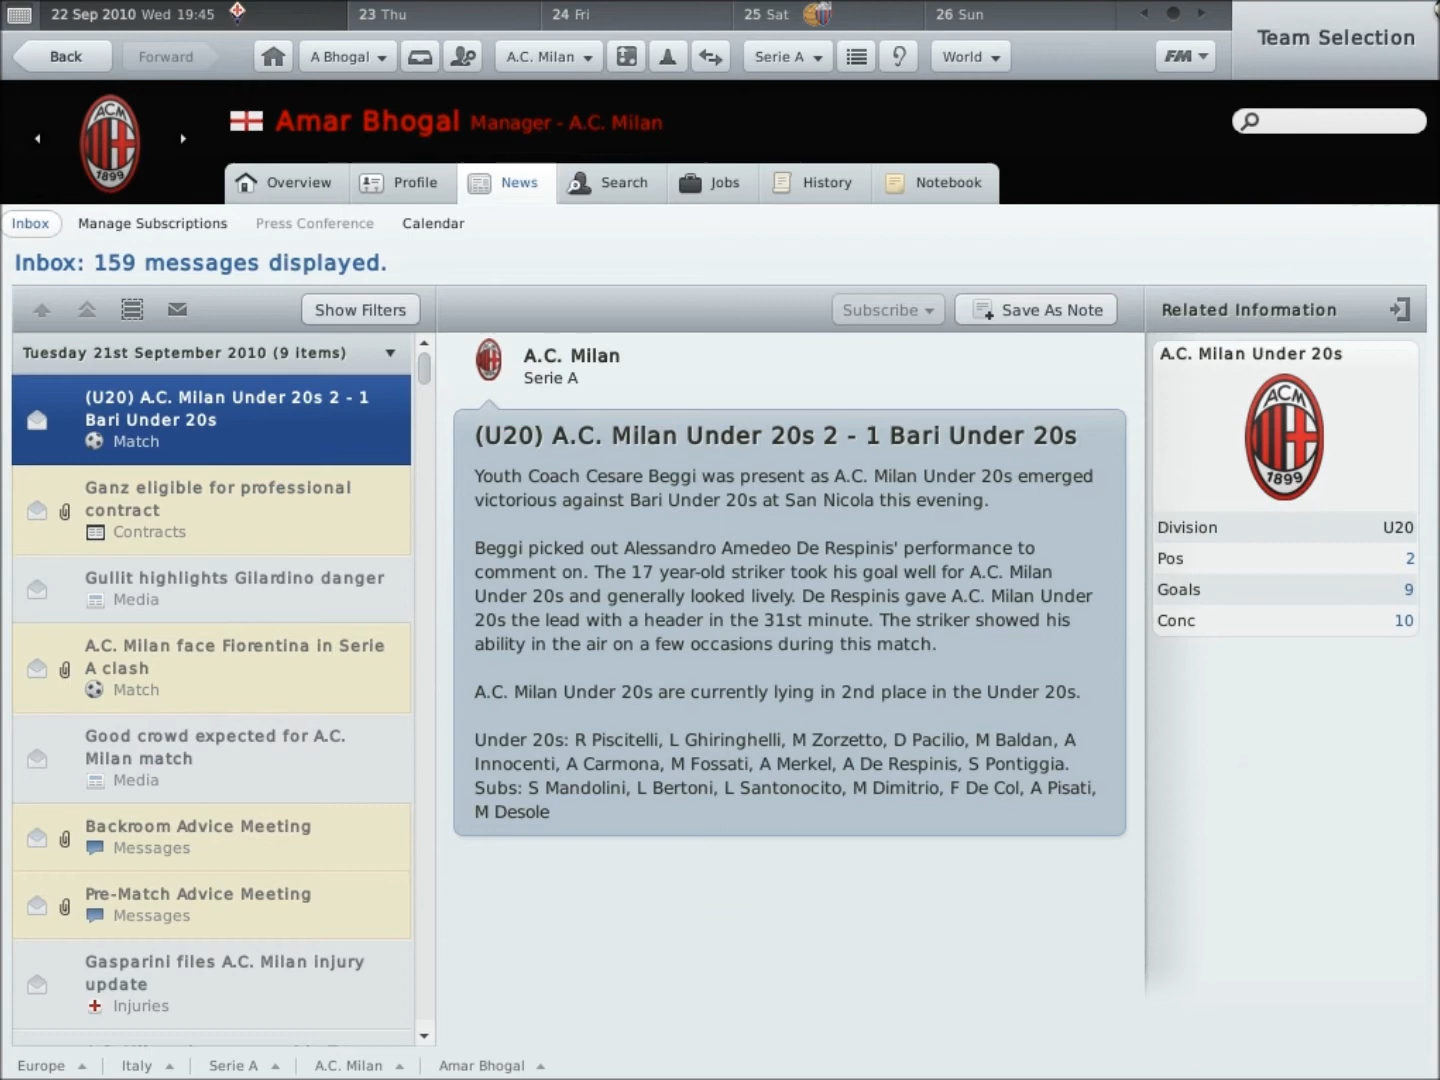 22 Sep 2010 Wed 19:45
23 Thu
24 Fri
25 Sat
26 Sun
Team Selection
Back
Forward
A Bhogal
A.C. Milan
Serie A
World
FM
ACM
1899
Amar Bhogal Manager - A.C. Milan
Overview
Profile
News
Search
Jobs
History
Notebook
Inbox
Manage Subscriptions
Press Conference
Calendar
Inbox: 159 messages displayed.
Show Filters
Subscribe
Save As Note
Related Information
Tuesday 21st September 2010 (9 items)
(U20) A.C. Milan Under 20s 2 - 1
Bari Under 20s
Match
Ganz eligible for professional
contract
Contracts
Gullit highlights Gilardino danger
Media
A.C. Milan face Fiorentina in Serie
A clash
Match
Good crowd expected for A.C.
Milan match
Media
Backroom Advice Meeting
Messages
Pre-Match Advice Meeting
Messages
Gasparini files A.C. Milan injury
update
Injuries
A.C. Milan
Serie A
(U20) A.C. Milan Under 20s 2 - 1 Bari Under 20s
Youth Coach Cesare Beggi was present as A.C. Milan Under 20s emerged
victorious against Bari Under 20s at San Nicola this evening.
Beggi picked out Alessandro Amedeo De Respinis' performance to
comment on. The 17 year-old striker took his goal well for A.C. Milan
Under 20s and generally looked lively. De Respinis gave A.C. Milan Under
20s the lead with a header in the 31st minute. The striker showed his
ability in the air on a few occasions during this match.
A.C. Milan Under 20s are currently lying in 2nd place in the Under 20s.
Under 20s: R Piscitelli, L Ghiringhelli, M Zorzetto, D Pacilio, M Baldan, A
Innocenti, A Carmona, M Fossati, A Merkel, A De Respinis, S Pontiggia.
Subs: S Mandolini, L Bertoni, L Santonocito, M Dimitrio, F De Col, A Pisati,
M Desole
A.C. Milan Under 20s
ACM
1899
Division U20
Pos 2
Goals 9
Conc 10
Europe
Italy
Serie A
A.C. Milan
Amar Bhogal